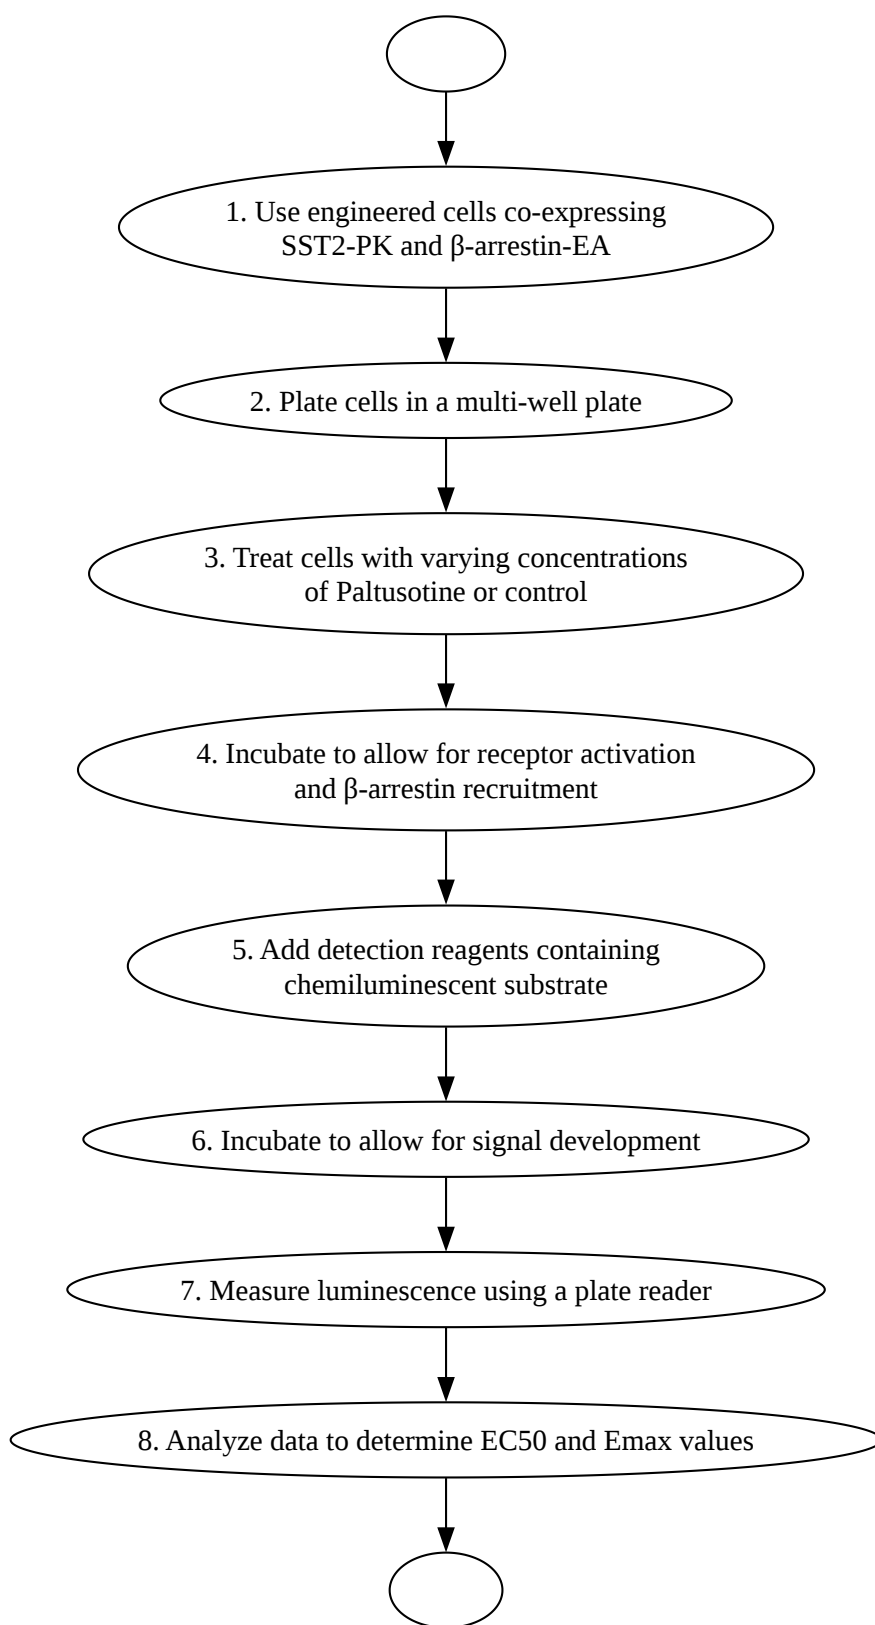 1. Use engineered cells co-expressing
SST2-PK and β-arrestin-EA
2. Plate cells in a multi-well plate
3. Treat cells with varying concentrations
of Paltusotine or control
4. Incubate to allow for receptor activation
and β-arrestin recruitment
5. Add detection reagents containing
chemiluminescent substrate
6. Incubate to allow for signal development
7. Measure luminescence using a plate reader
8. Analyze data to determine EC50 and Emax values